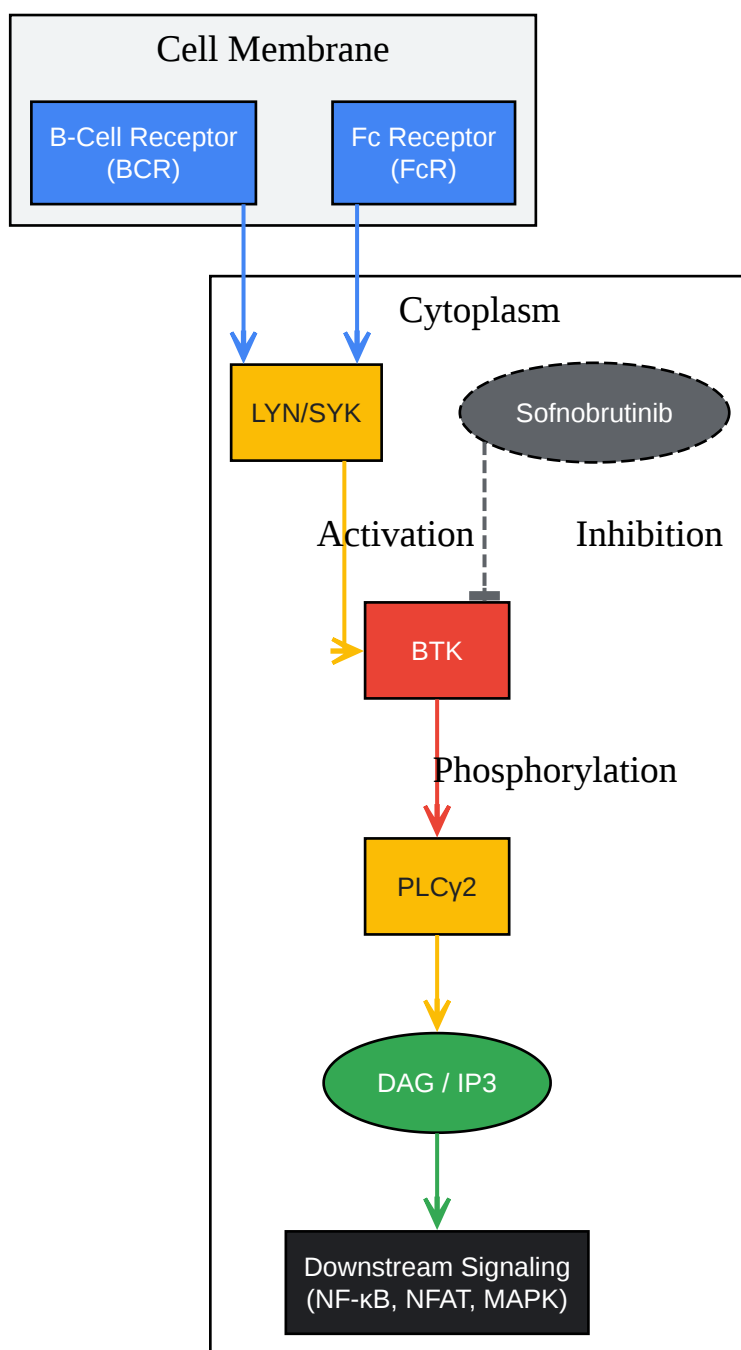 Cell Membrane
B-Cell Receptor
(BCR)
Fc Receptor
(FcR)
Cytoplasm
LYN/SYK
Sofnobrutinib
Activation
Inhibition
BTK
Phosphorylation
PLCγ2
DAG / IP3
Downstream Signaling
(NF-κB, NFAT, MAPK)